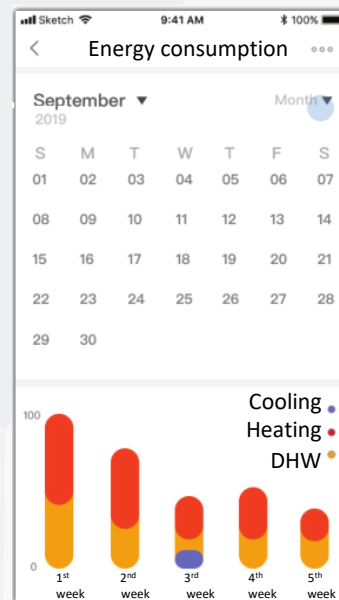 Sketch 9:41 AM 100%
Energy consumption
September Month
2019
S M T W T F S
01 02 03 04 05 06 07
08 09 10 11 12 13 14
15 16 17 18 19 20 21
22 23 24 25 26 27 28
29 30
Cooling
100
Heating
DHW
0
1st 2nd 3rd 4th 5th
week week week week week